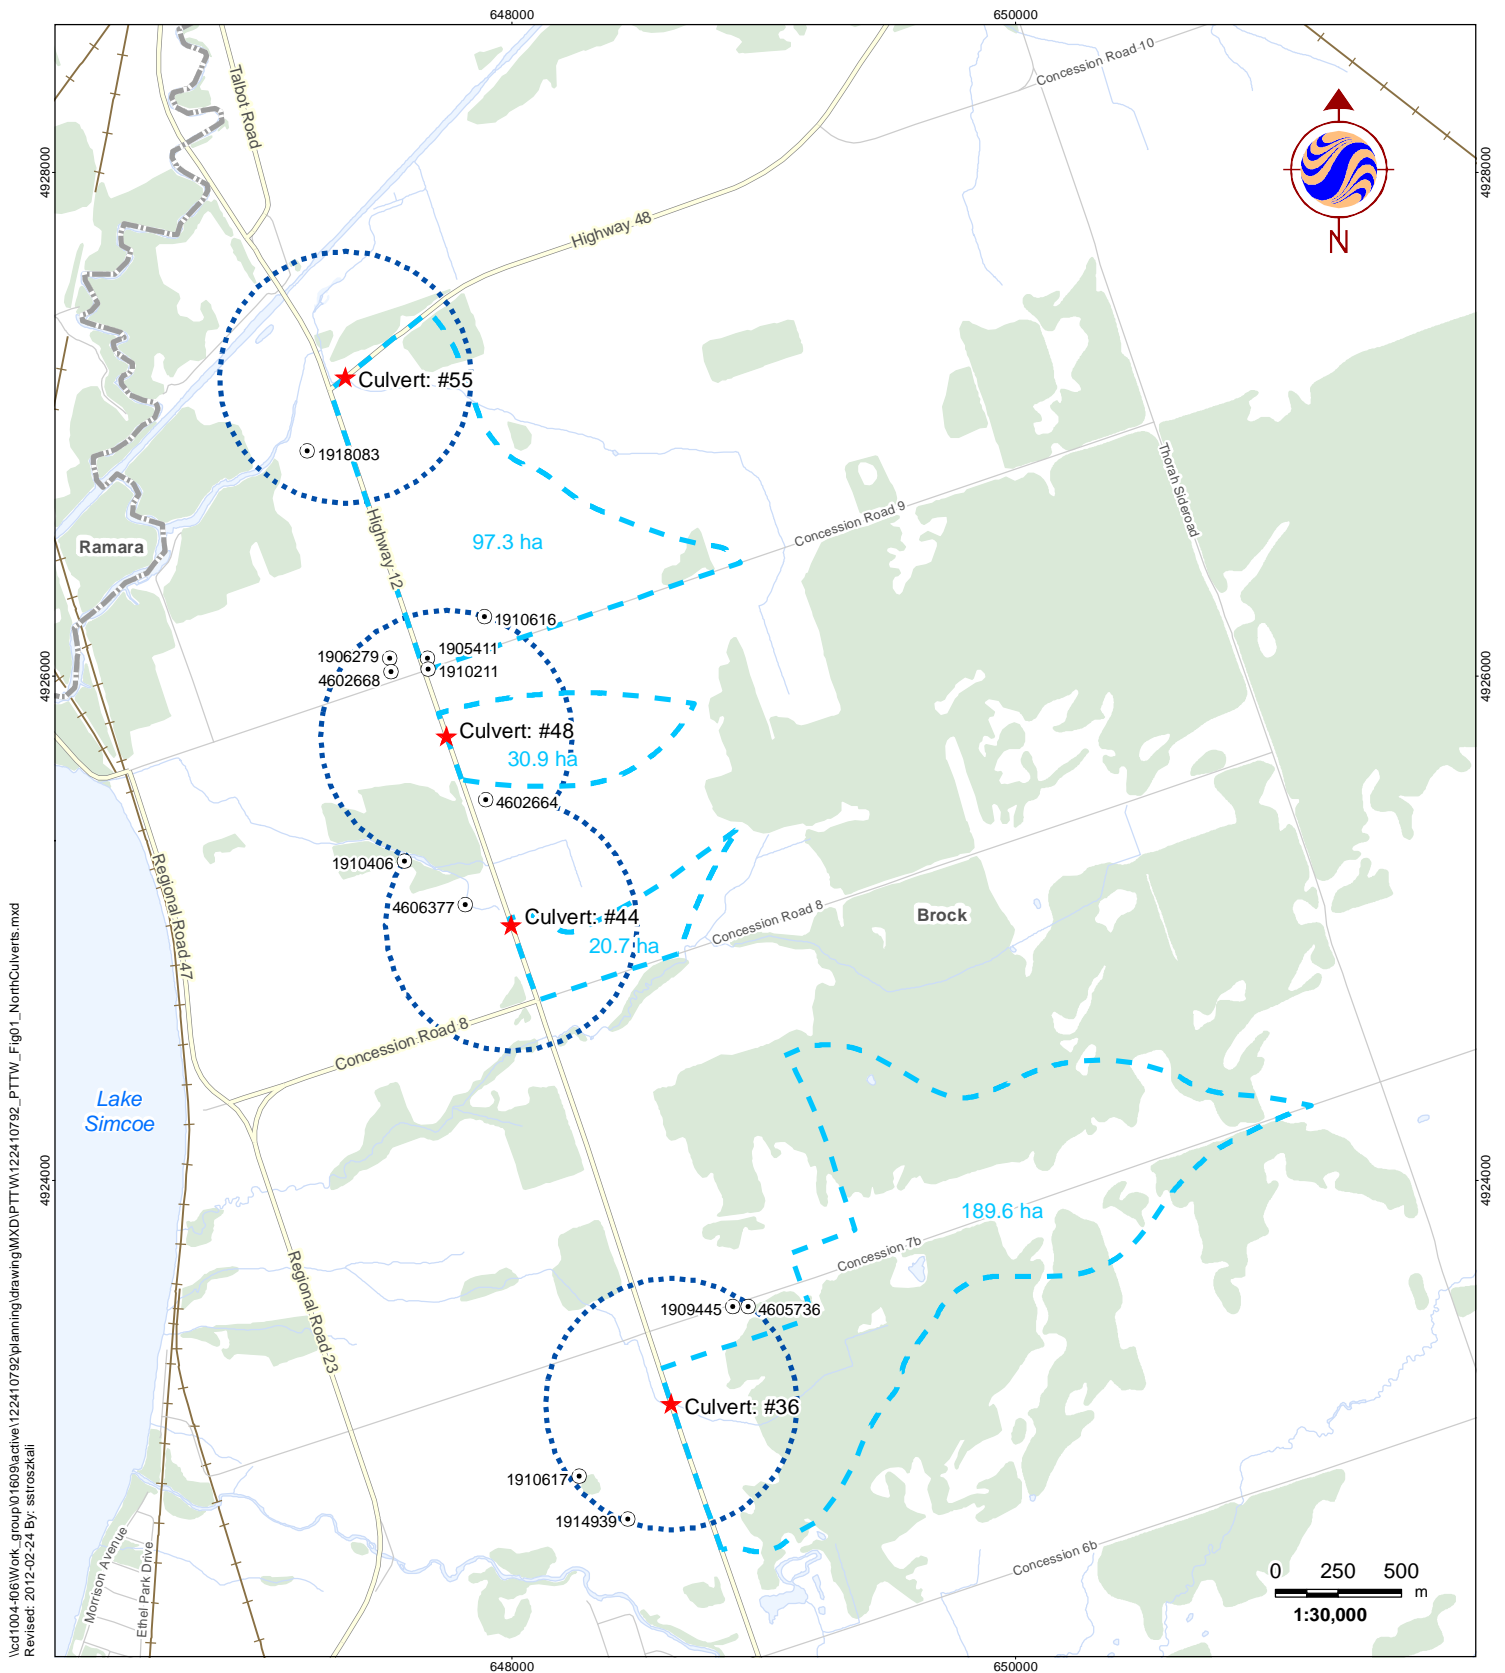 648000
650000
Concession Road 10
Talbot Road
4928000
4928000
Highway 48
N
Culvert: #55
1918083
Thorah Sideroad
Concession Road 9
Highway 12
97.3 ha
Ramara
1910616
1905411
1906279
1910211
4602668
4926000
4926000
Culvert: #48
30.9 ha
4602664
1910406
Regional Road 47
4606377
Culvert: #44
Concession Road 8
Brock
20.7 ha
Concession Road 8
Lake
Simcoe
4924000
4924000
189.6 ha
Concession 7b
Regional Road 23
1909445
4605736
Culvert: #36
1910617
1914939
Morrison Avenue
Ethel Park Drive
Concession 6b
0 250 500
m
1:30,000
648000
650000
\\cd1004-f06\Work_group\01609\active\122410792\planning\drawing\MXD\PTTW\122410792_PTTW_Fig01_NorthCulverts.mxd
Revised: 2012-02-24 By: sstroszkali